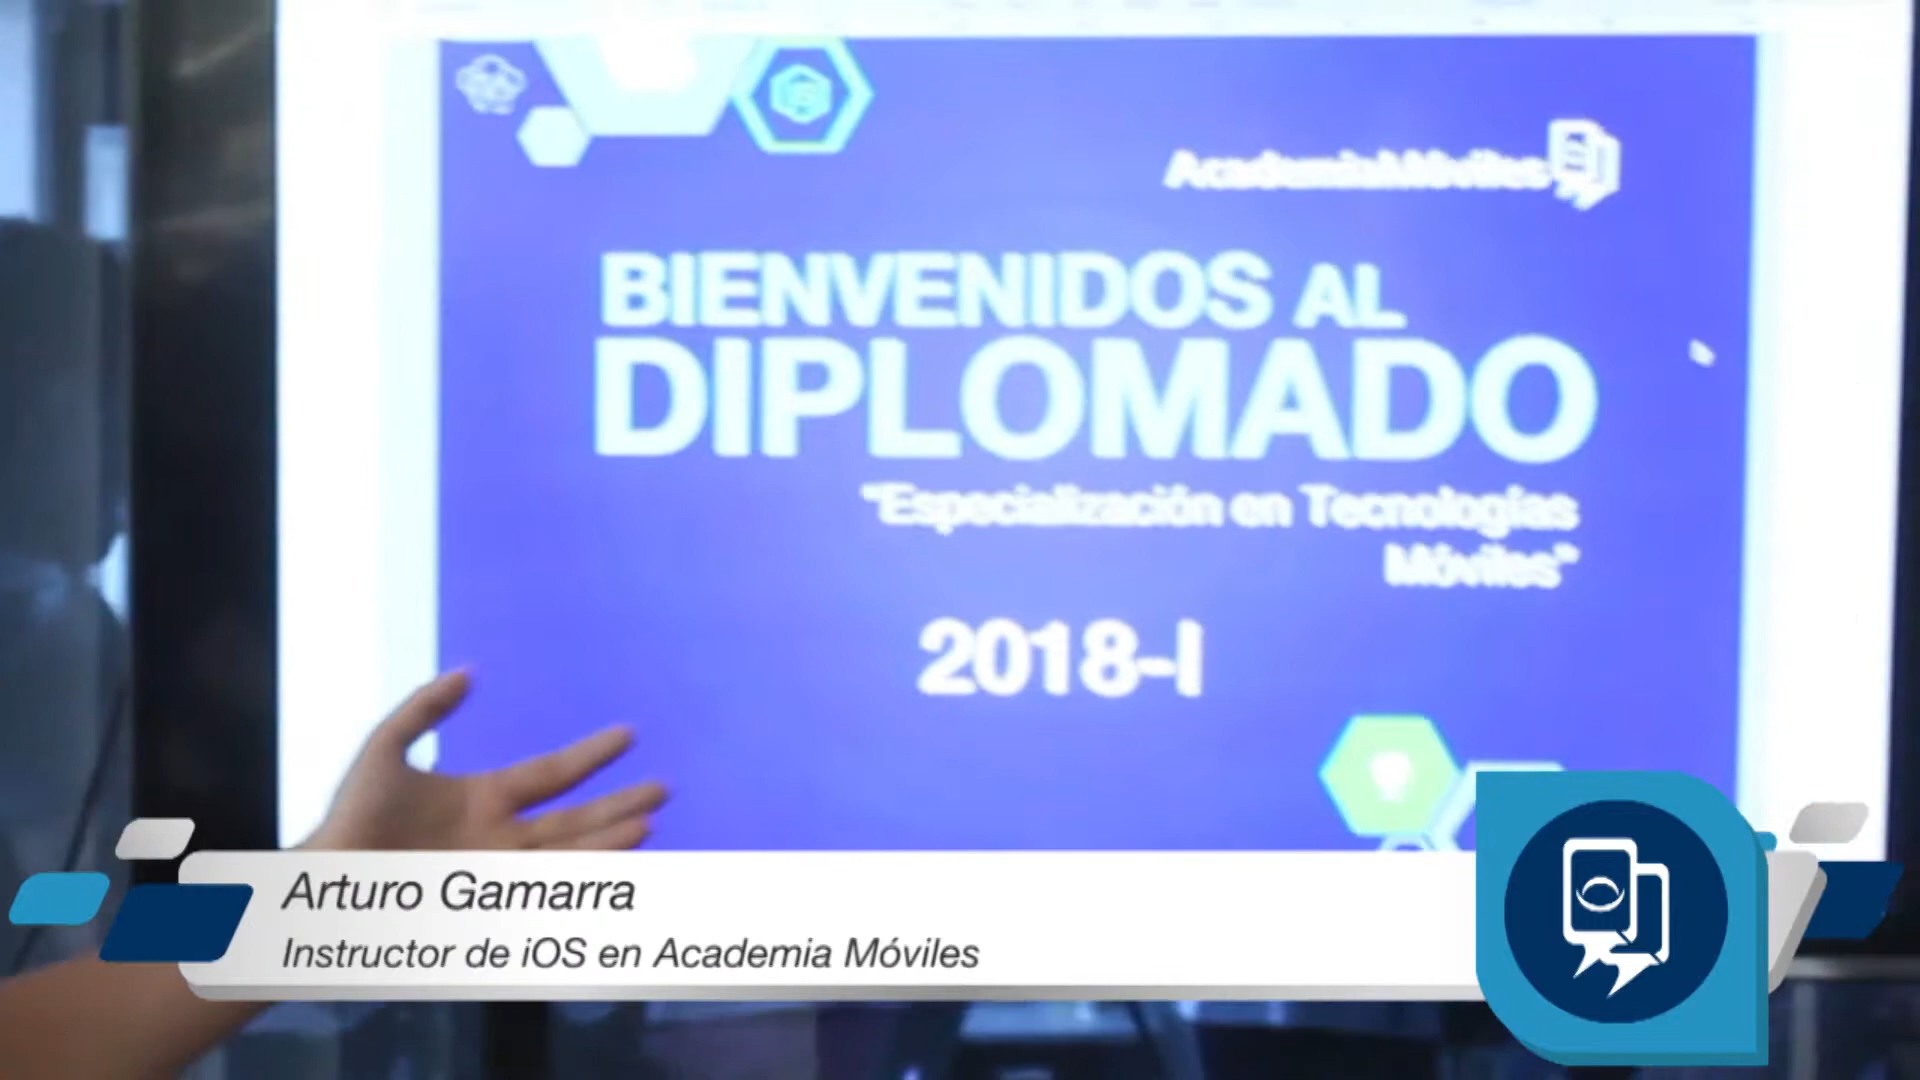 AcademiaMóviles
BIENVENIDOS AL
DIPLOMADO
"Especialización en Tecnologías
Móviles"
2018-I
Arturo Gamarra
Instructor de iOS en Academia Móviles